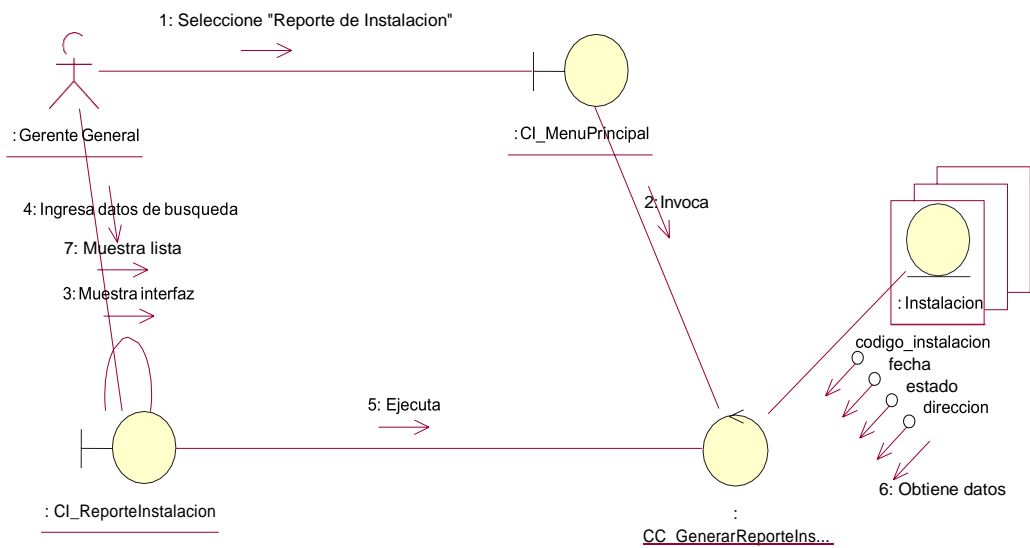 1: Seleccione "Reporte de Instalacion"
: Gerente General
: CI_MenuPrincipal
4: Ingresa datos de busqueda
2: Invoca
7: Muestra lista
3: Muestra interfaz
: Instalacion
codigo_instalacion
fecha
estado
direccion
5: Ejecuta
6: Obtiene datos
: CI_ReporteInstalacion
:
CC_GenerarReporteIns...